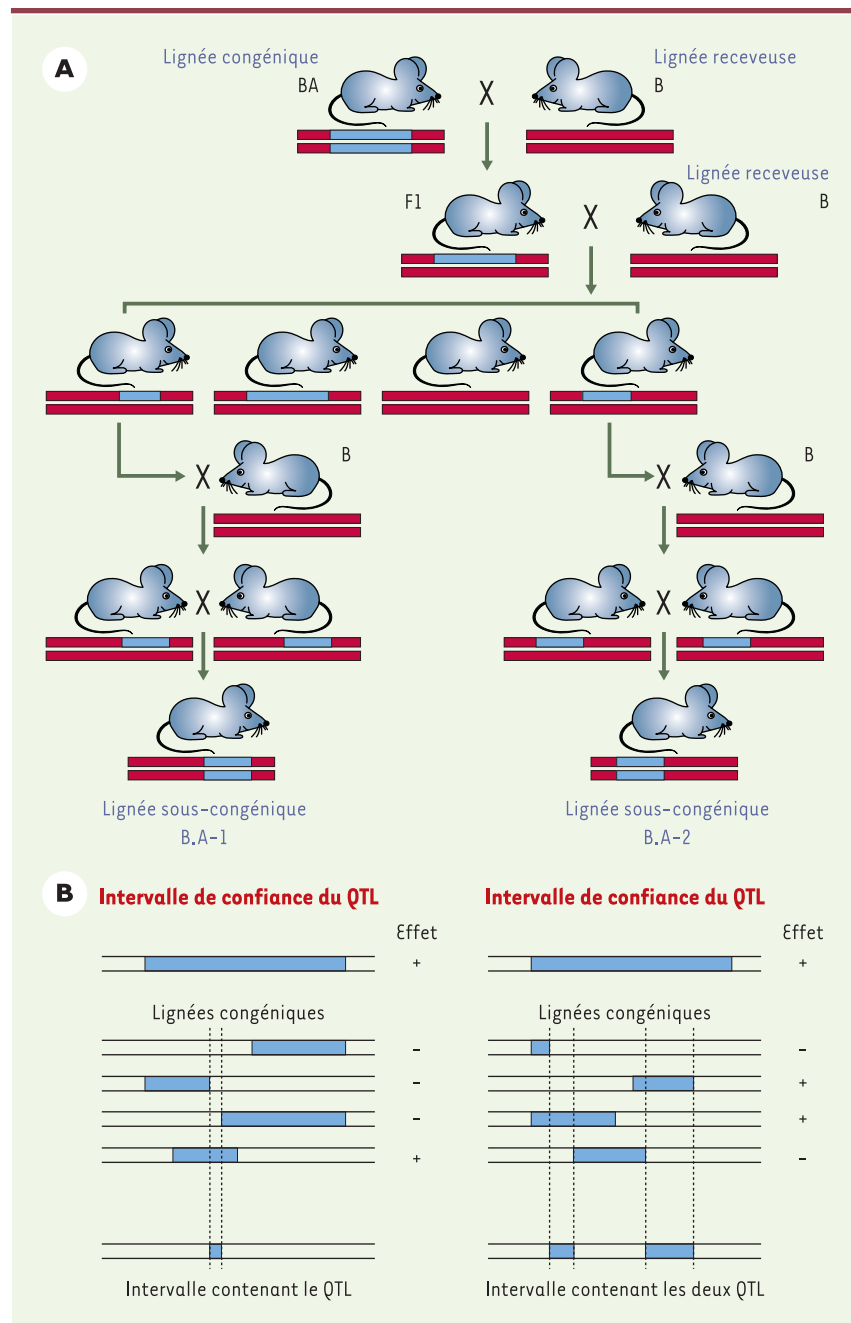 A
Lignée congénique
BA
X
Lignée receveuse
B
Lignée receveuse
F1
X
B
B
X
B
X
X
X
Lignée sous-congénique
B.A-1
Lignée sous-congénique
B.A-2
B
Intervalle de confiance du QTL
Effet
+
Lignées congéniques
-
-
-
+
Intervalle contenant le QTL
Intervalle de confiance du QTL
Effet
+
Lignées congéniques
-
+
+
-
Intervalle contenant les deux QTL